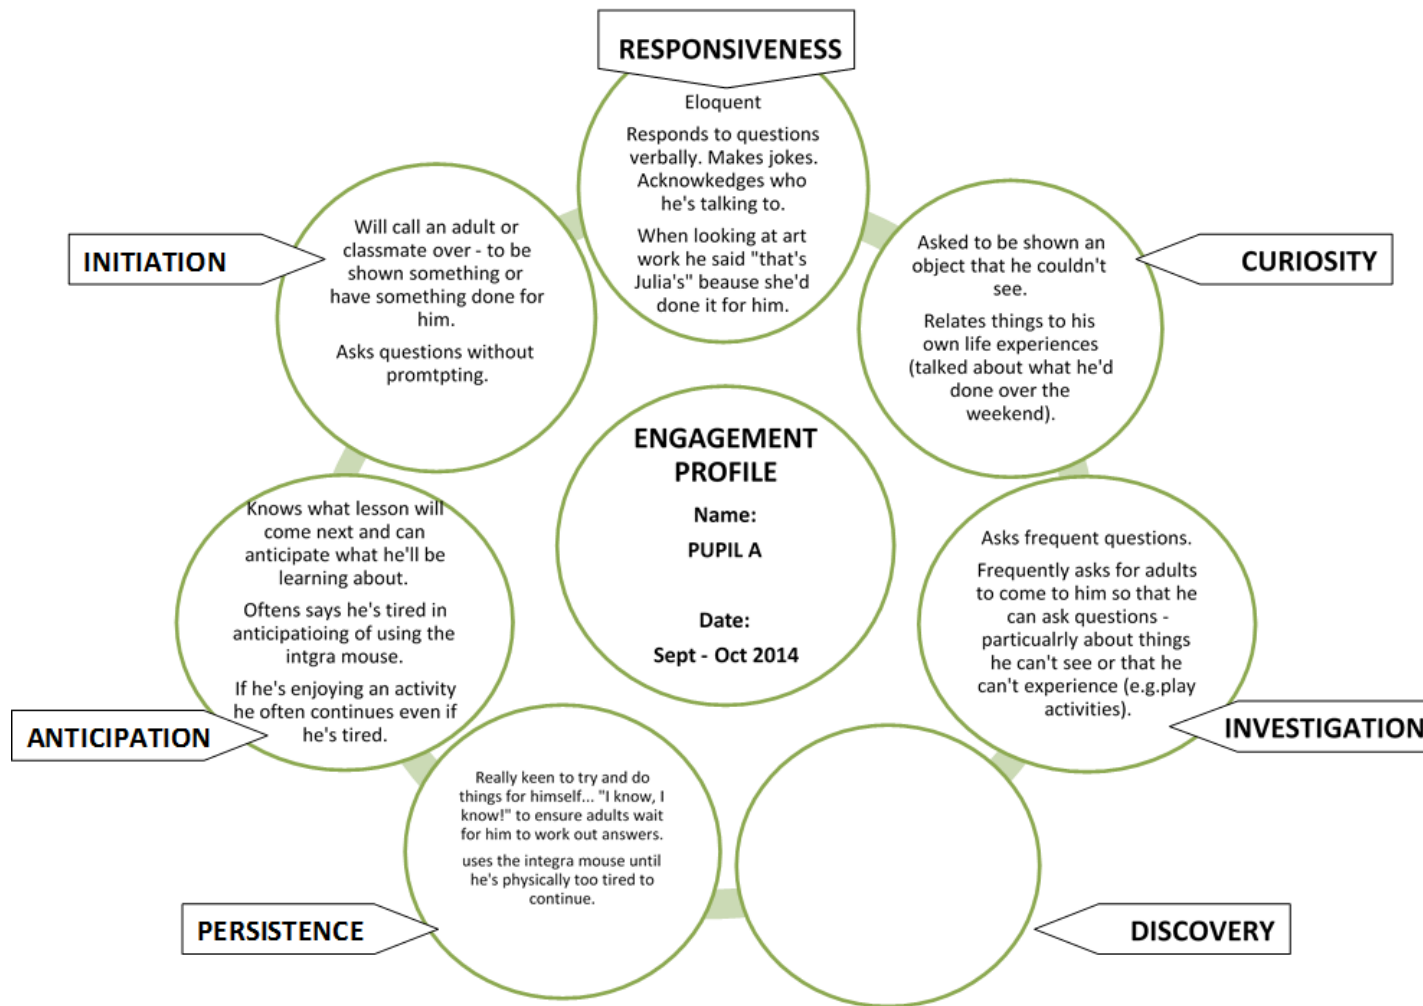 RESPONSIVENESS
Eloquent
Responds to questions
verbally. Makes jokes.
Acknowkedges who
he's talking to.
When looking at art
work he said "that's
Julia's" beause she'd
done it for him.
INITIATION
Will call an adult or
classmate over - to be
shown something or
have something done for
him.
Asks questions without
promtpting.
CURIOSITY
Asked to be shown an
object that he couldn't
see.
Relates things to his
own life experiences
(talked about what he'd
done over the
weekend).
ENGAGEMENT
PROFILE
Name:
PUPIL A
Date:
Sept - Oct 2014
ANTICIPATION
Knows what lesson will
come next and can
anticipate what he'll be
learning about.
Oftens says he's tired in
anticipatioing of using the
intgra mouse.
If he's enjoying an activity
he often continues even if
he's tired.
INVESTIGATION
Asks frequent questions.
Frequently asks for adults
to come to him so that he
can ask questions -
particualrly about things
he can't see or that he
can't experience (e.g.play
activities).
PERSISTENCE
Really keen to try and do
things for himself... "I know, I
know!" to ensure adults wait
for him to work out answers.
uses the integra mouse until
he's physically too tired to
continue.
DISCOVERY